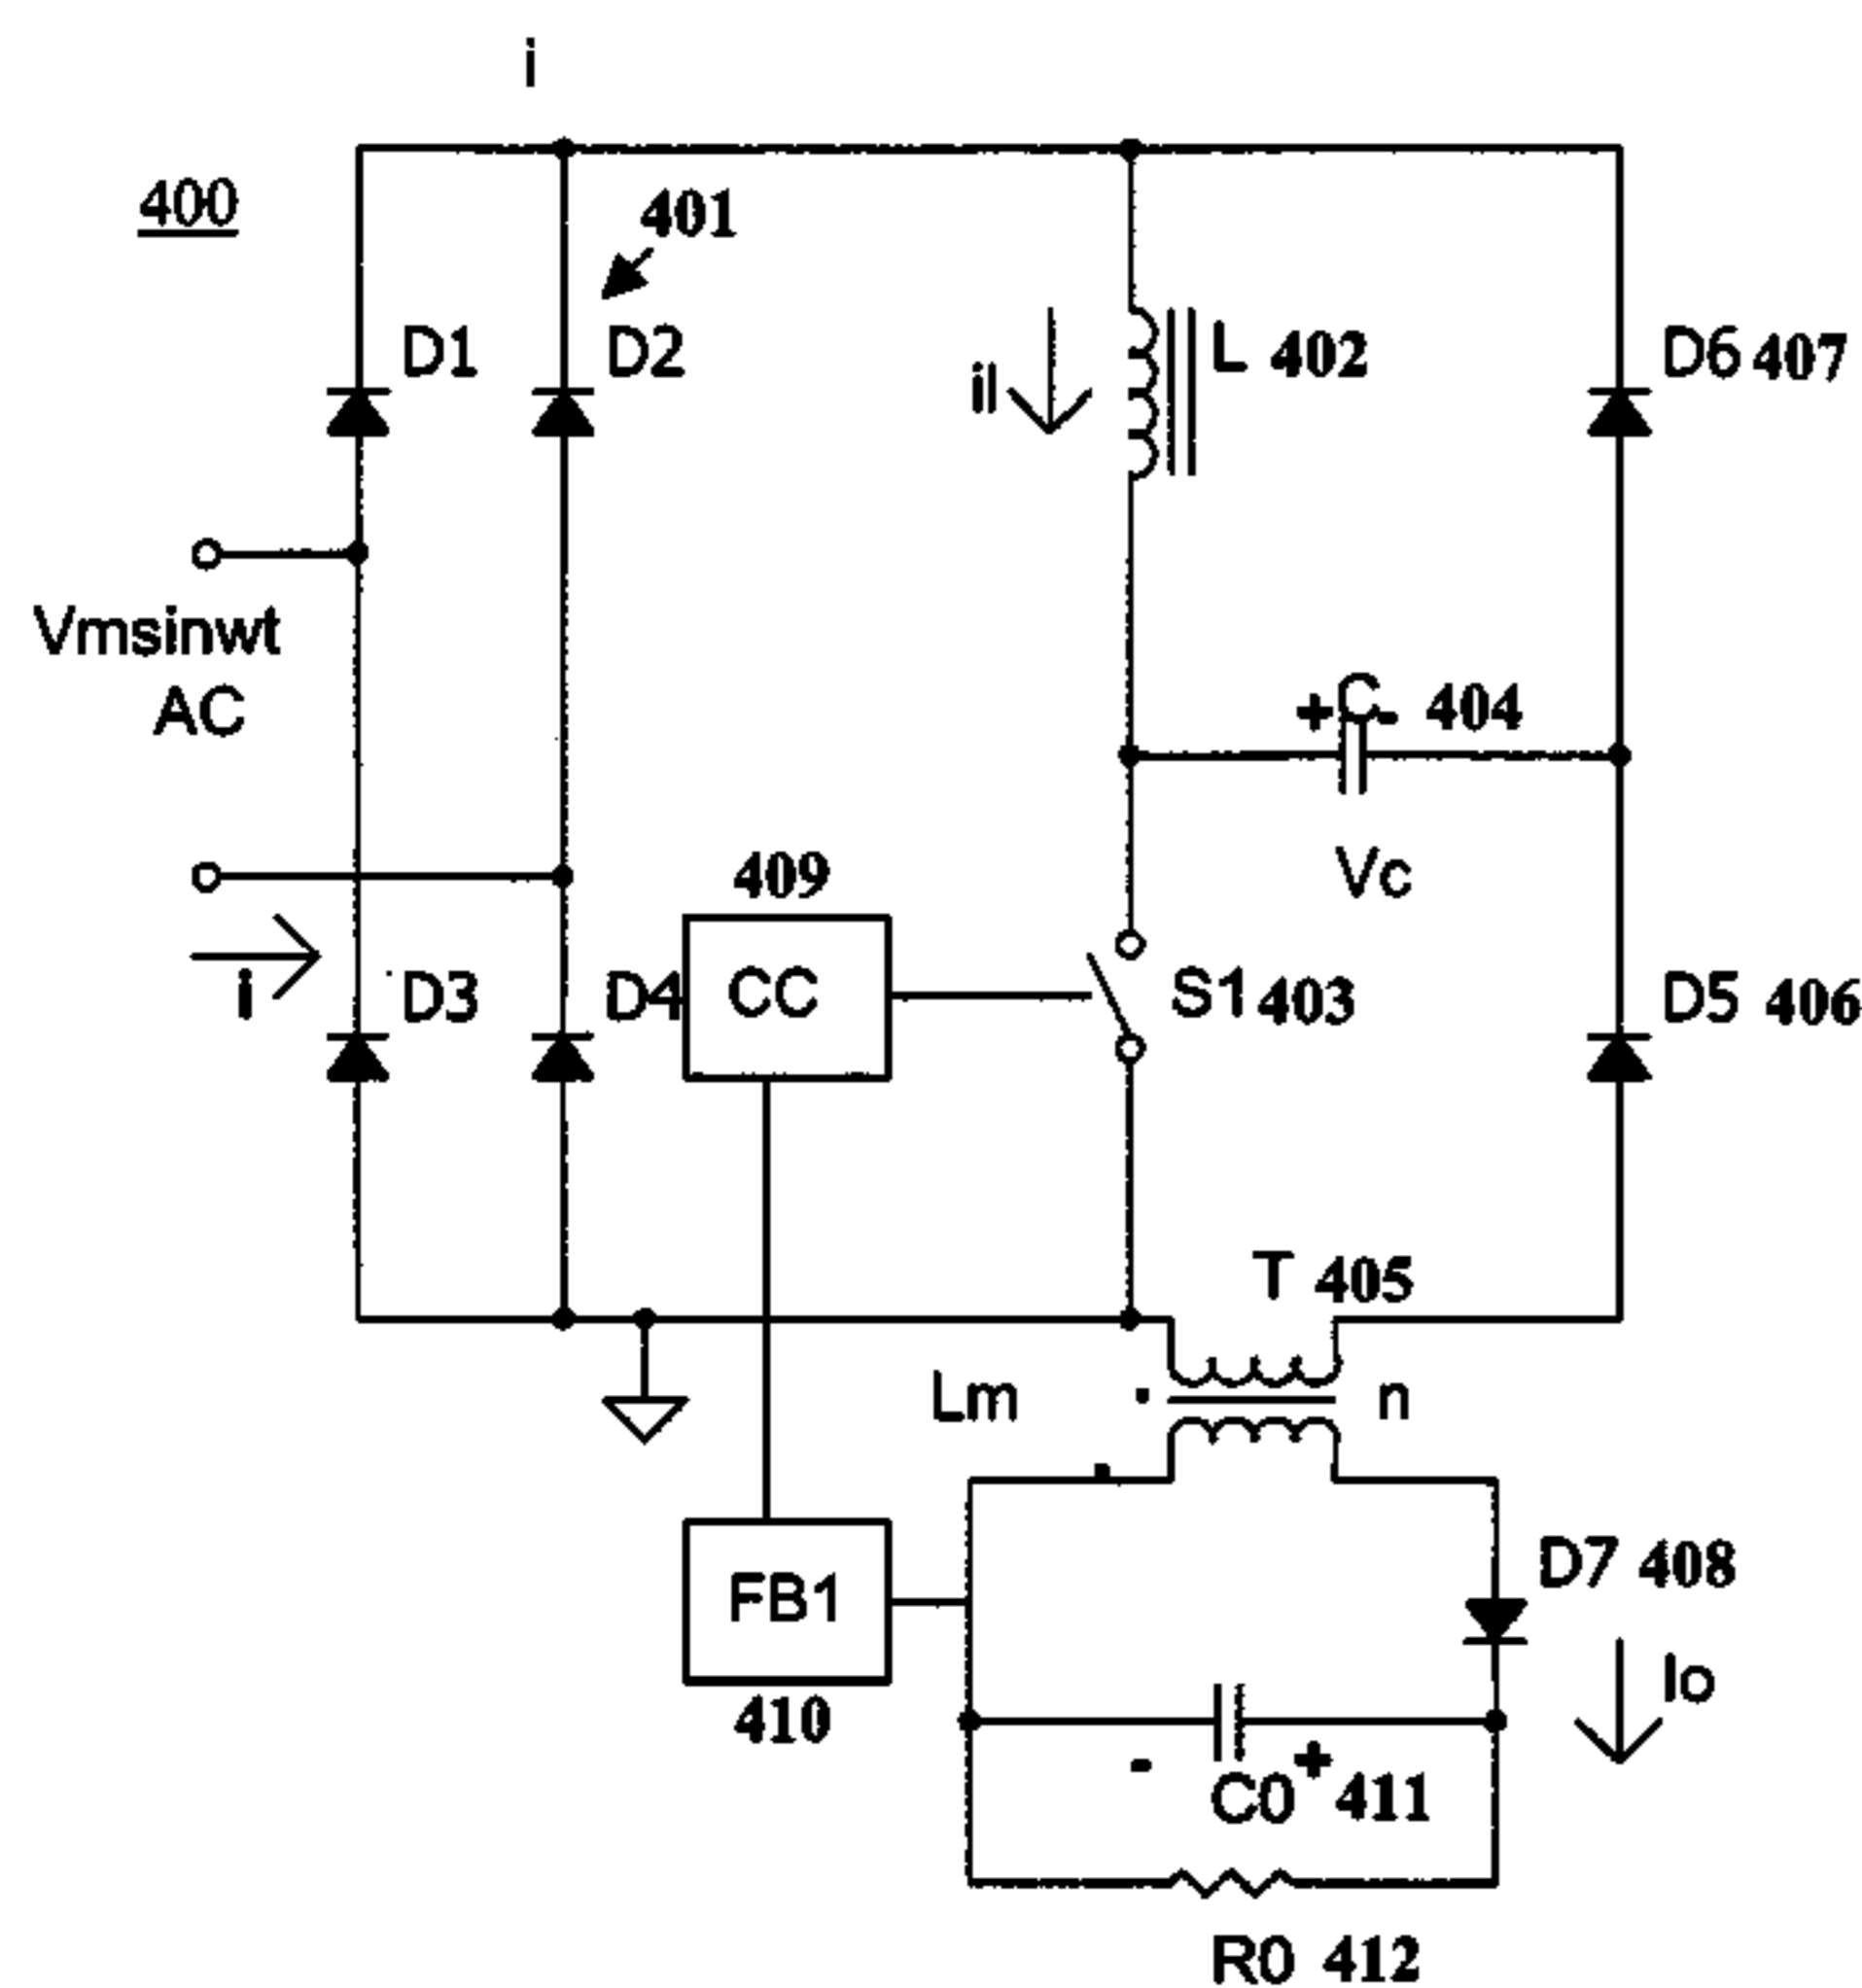 i
400
401
D1
D2
il
L 402
D6 407
Vmsinwt
AC
+ C - 404
Vc
409
i
D3
D4
CC
S1 403
D5 406
T 405
Lm
n
FB1
D7 408
410
Io
- C0 + 411
R0 412